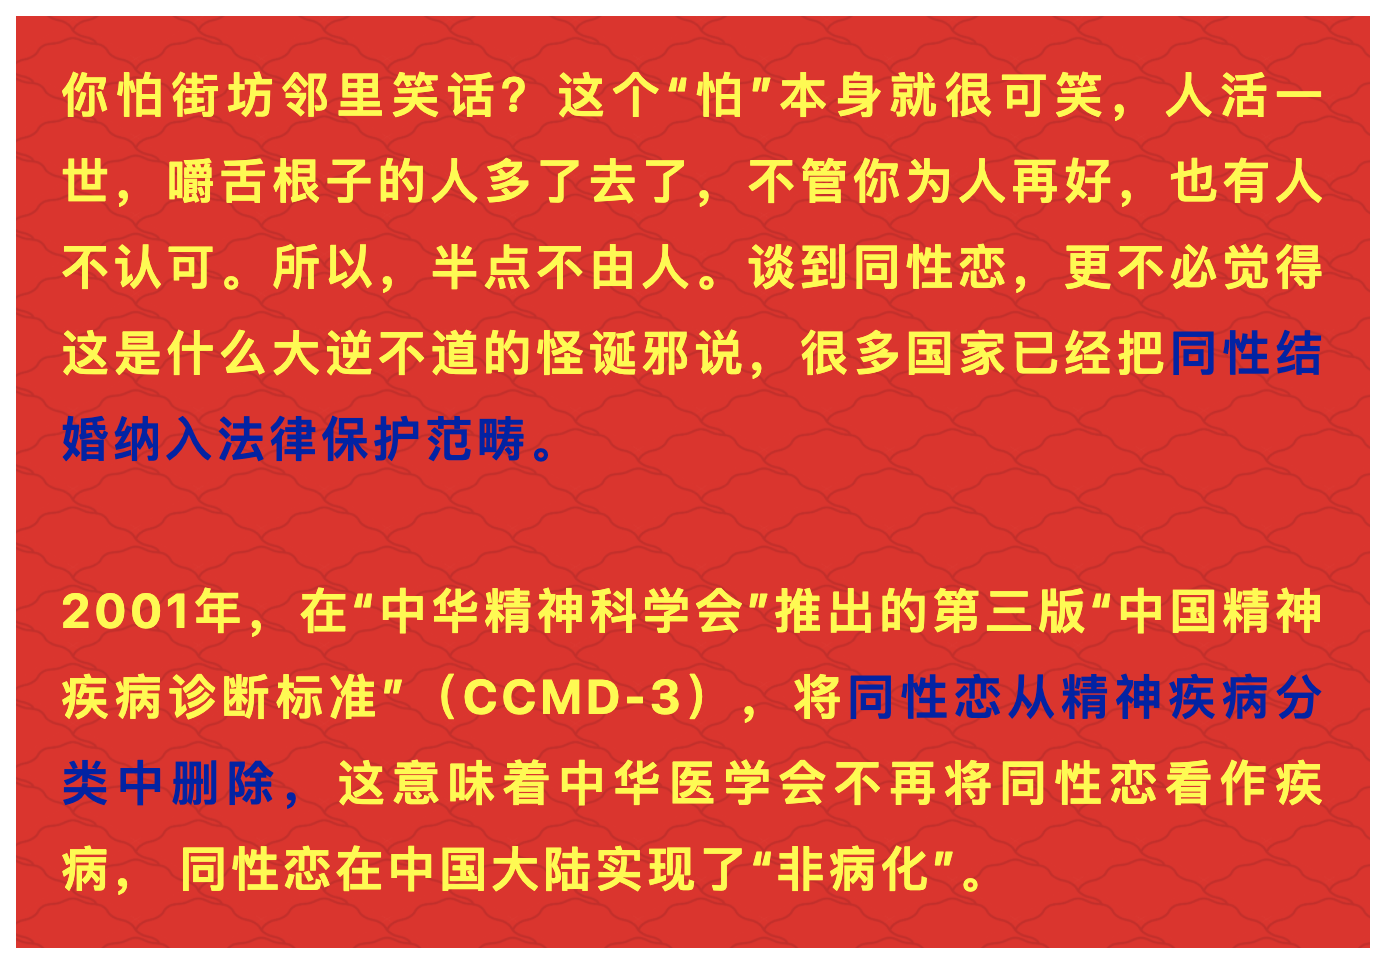 你怕街坊邻里笑话？这个“怕”本身就很可笑，人活一
世，嚼舌根子的人多了去了，不管你为人再好，也有人
不认可。所以，半点不由人。谈到同性恋，更不必觉得
这是什么大逆不道的怪诞邪说，很多国家已经把同性结
婚纳入法律保护范畴。
2001年，在“中华精神科学会”推出的第三版“中国精神
疾病诊断标准”（CCMD-3），将同性恋从精神疾病分
类中删除，这意味着中华医学会不再将同性恋看作疾
病， 同性恋在中国大陆实现了“非病化”。